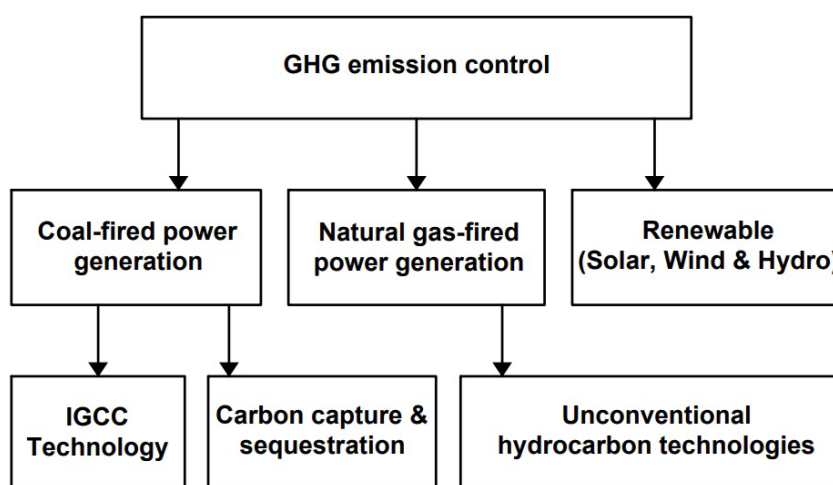 GHG emission control
Coal-fired power
generation
Natural gas-fired
power generation
Renewable
(Solar, Wind & Hydro)
IGCC
Technology
Carbon capture &
sequestration
Unconventional
hydrocarbon technologies